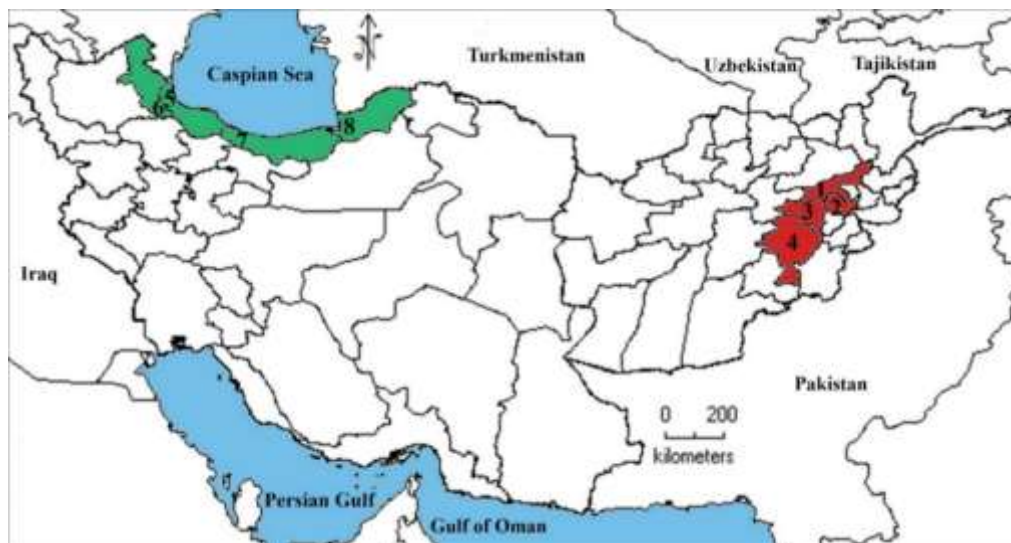 Caspian Sea
Turkmenistan
Uzbekistan
Tajikistan
5
6
7
8
1
2
3
4
Iraq
Pakistan
0 200
kilometers
Persian Gulf
Gulf of Oman